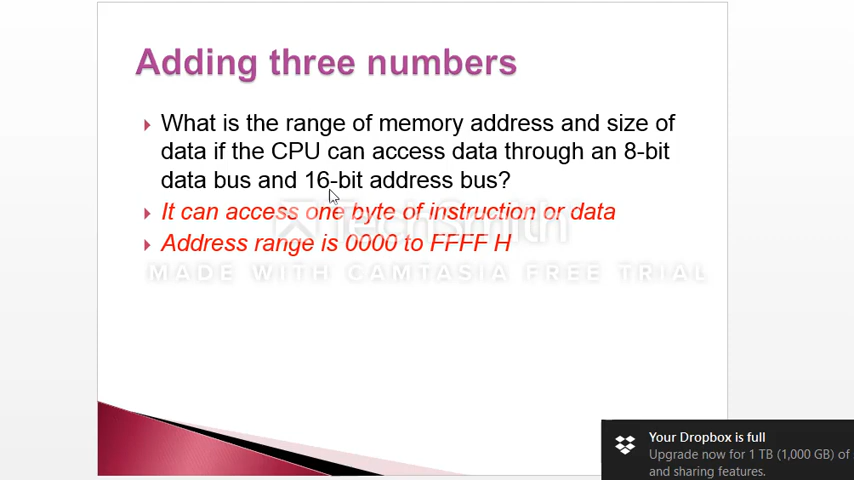 Adding three numbers
What is the range of memory address and size of
data if the CPU can access data through an 8-bit
data bus and 16-bit address bus?
It can access one byte of instruction or data
Address range is 0000 to FFFF H
TechSmith
MADE WITH CAMTASIA FREE TRIAL
Your Dropbox is full
Upgrade now for 1 TB (1,000 GB) of
and sharing features.